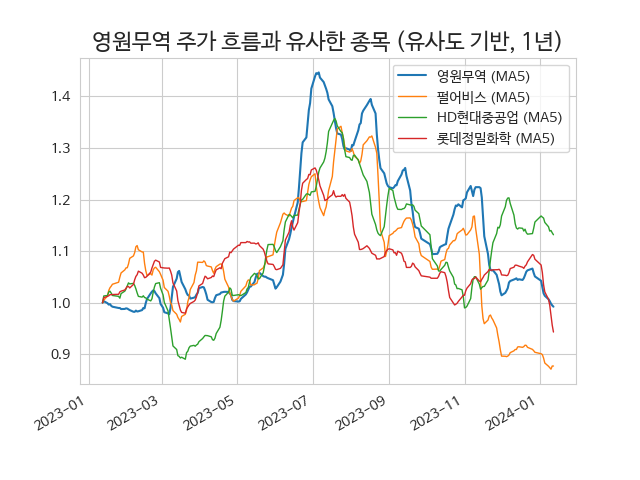 영원무역 주가 흐름과 유사한 종목 (유사도 기반, 1년)
영원무역 (MA5)
펄어비스 (MA5)
HD현대중공업 (MA5)
롯데정밀화학 (MA5)
1.4
1.3
1.2
1.1
1.0
0.9
2023-01
2023-03
2023-05
2023-07
2023-09
2023-11
2024-01